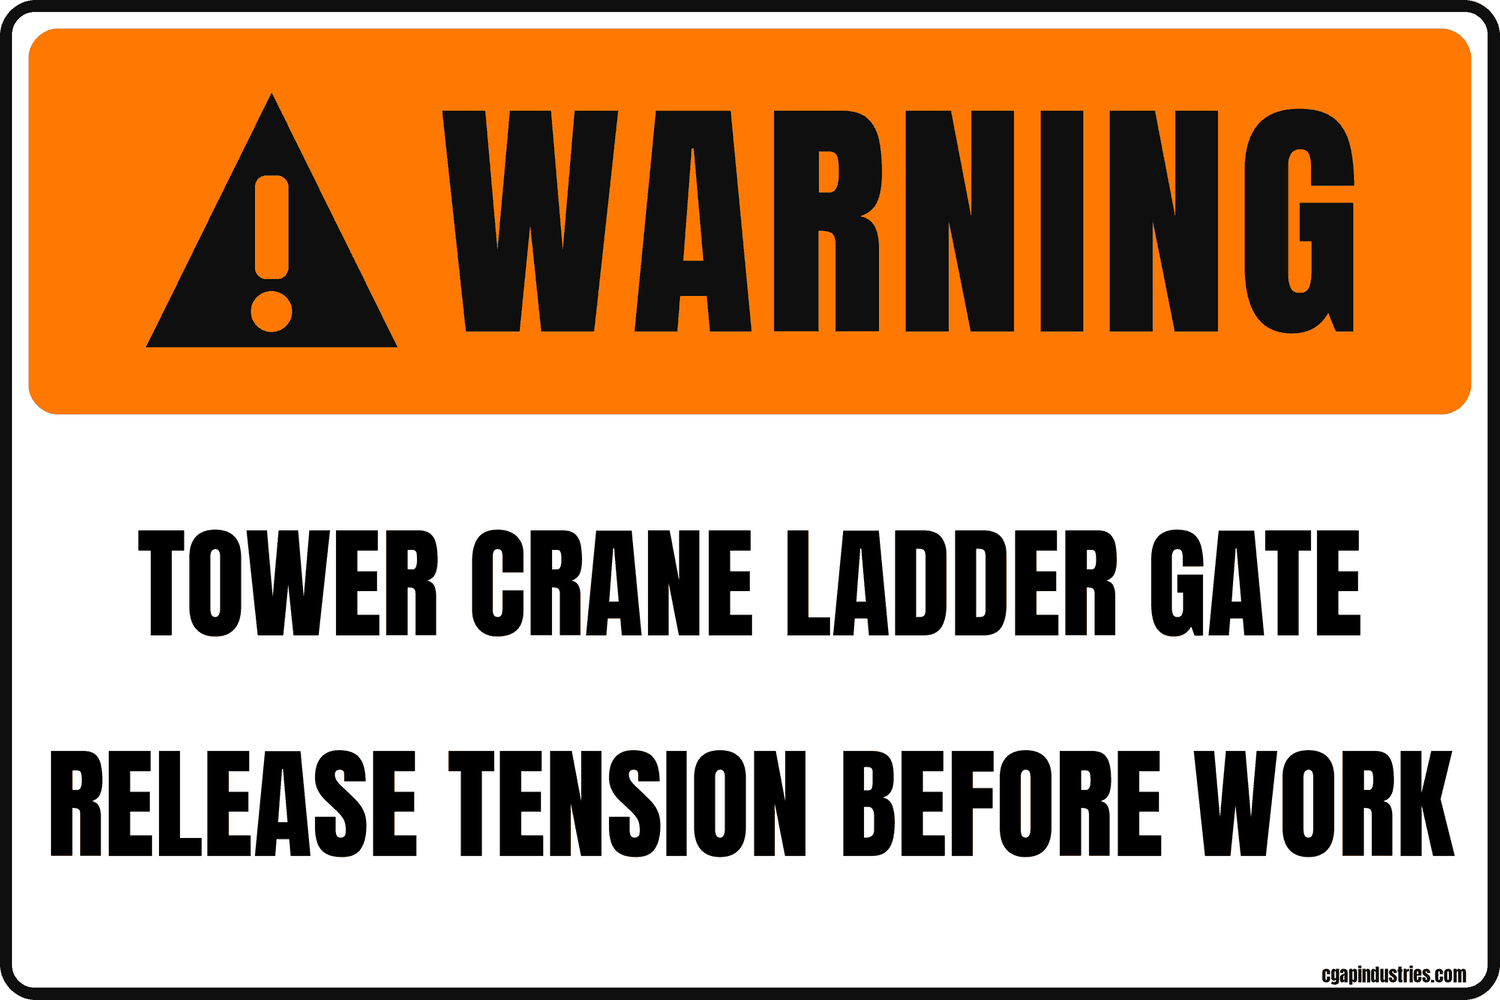 WARNING
TOWER CRANE LADDER GATE
RELEASE TENSION BEFORE WORK
cgapindustries.com